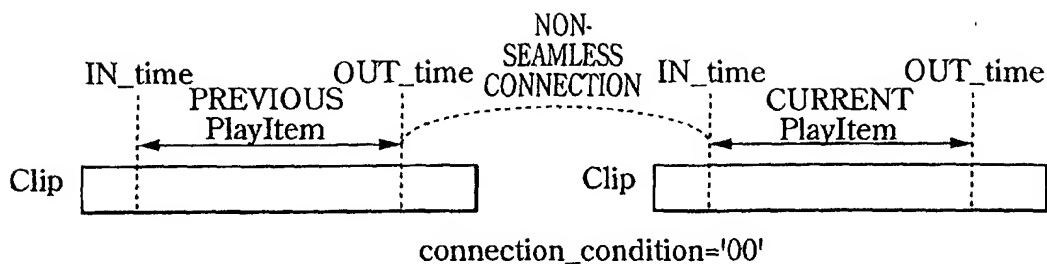 NON-
SEAMLESS
CONNECTION
IN_time OUT_time IN_time OUT_time
PREVIOUS
PlayItem
CURRENT
PlayItem
Clip Clip
connection_condition='00'